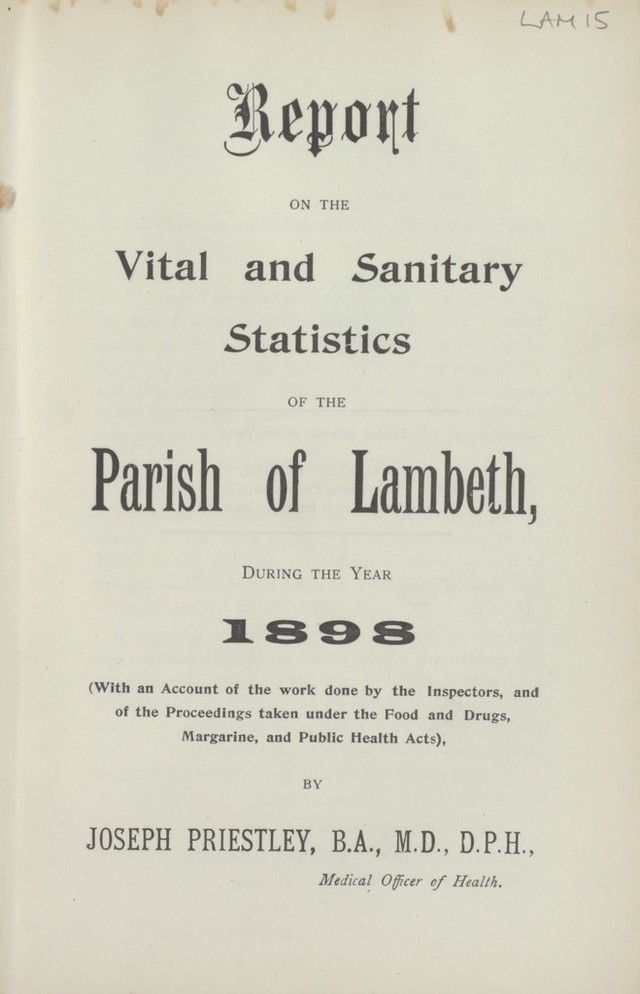 LAM 15
Report
ON THE
Vital and Sanitary
Statistics
OF THE
Parish of Lambeth,
DURING THE YEAR
1898
(With an Account of the work done by the Inspectors, and
of the Proceedings taken under the Food and Drugs,
Margarine, and Public Health Acts),
BY
JOSEPH PRIESTLEY, B.A., M.D., D.P.H.,
Medical Officer of Health.